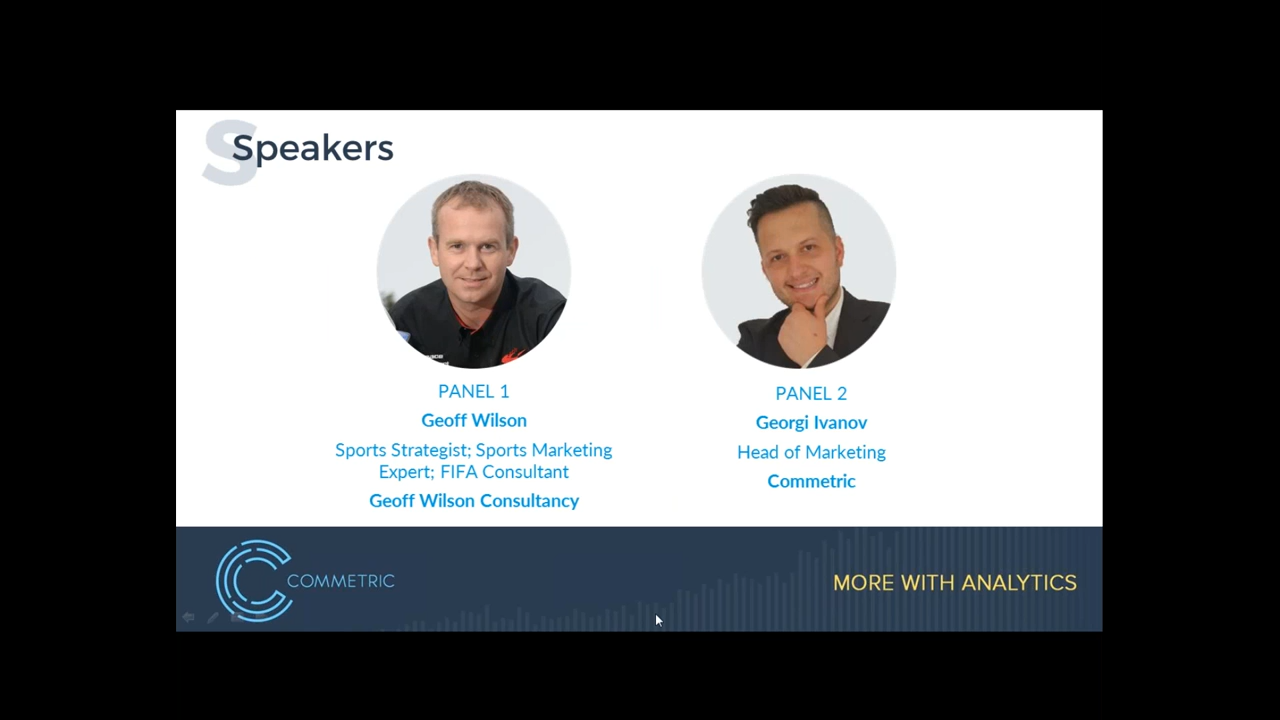 Speakers
PANEL 1
Geoff Wilson
Sports Strategist; Sports Marketing
Expert; FIFA Consultant
Geoff Wilson Consultancy
PANEL 2
Georgi Ivanov
Head of Marketing
Commetric
COMMETRIC
MORE WITH ANALYTICS